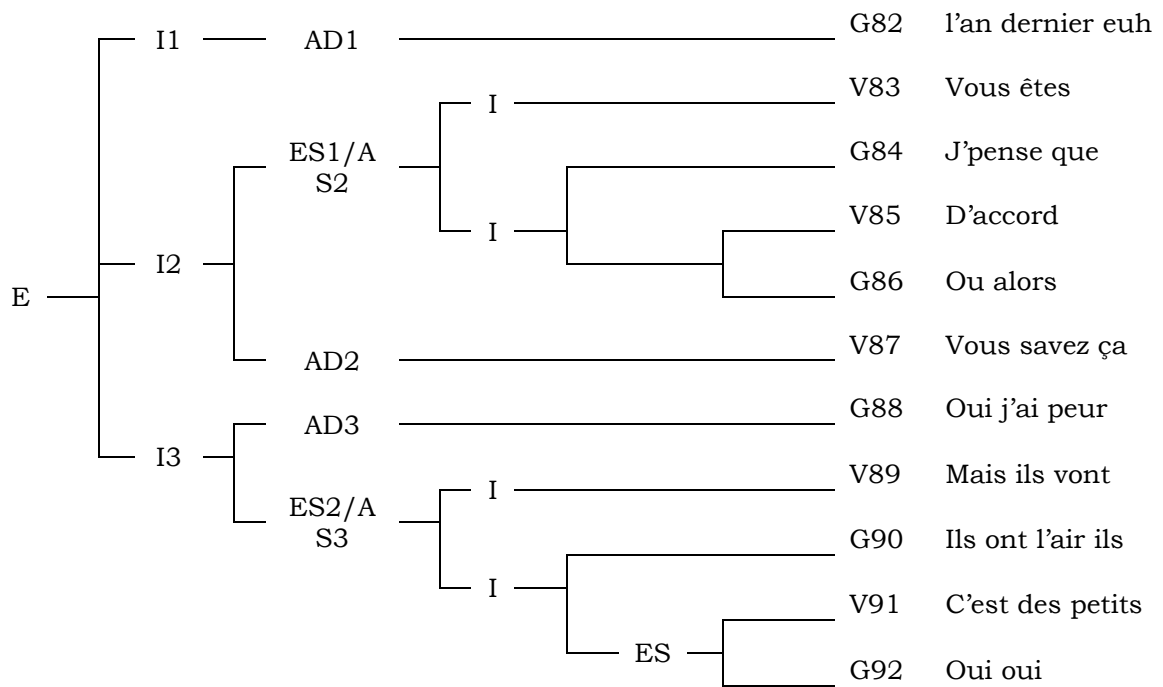 I1 AD1 G82 l’an dernier euh
I V83 Vous êtes
ES1/A
S2
G84 J’pense que
I V85 D’accord
I2 G86 Ou alors
E
AD2 V87 Vous savez ça
AD3 G88 Oui j’ai peur
I3
I V89 Mais ils vont
ES2/A
S3
G90 Ils ont l’air ils
I V91 C’est des petits
ES
G92 Oui oui